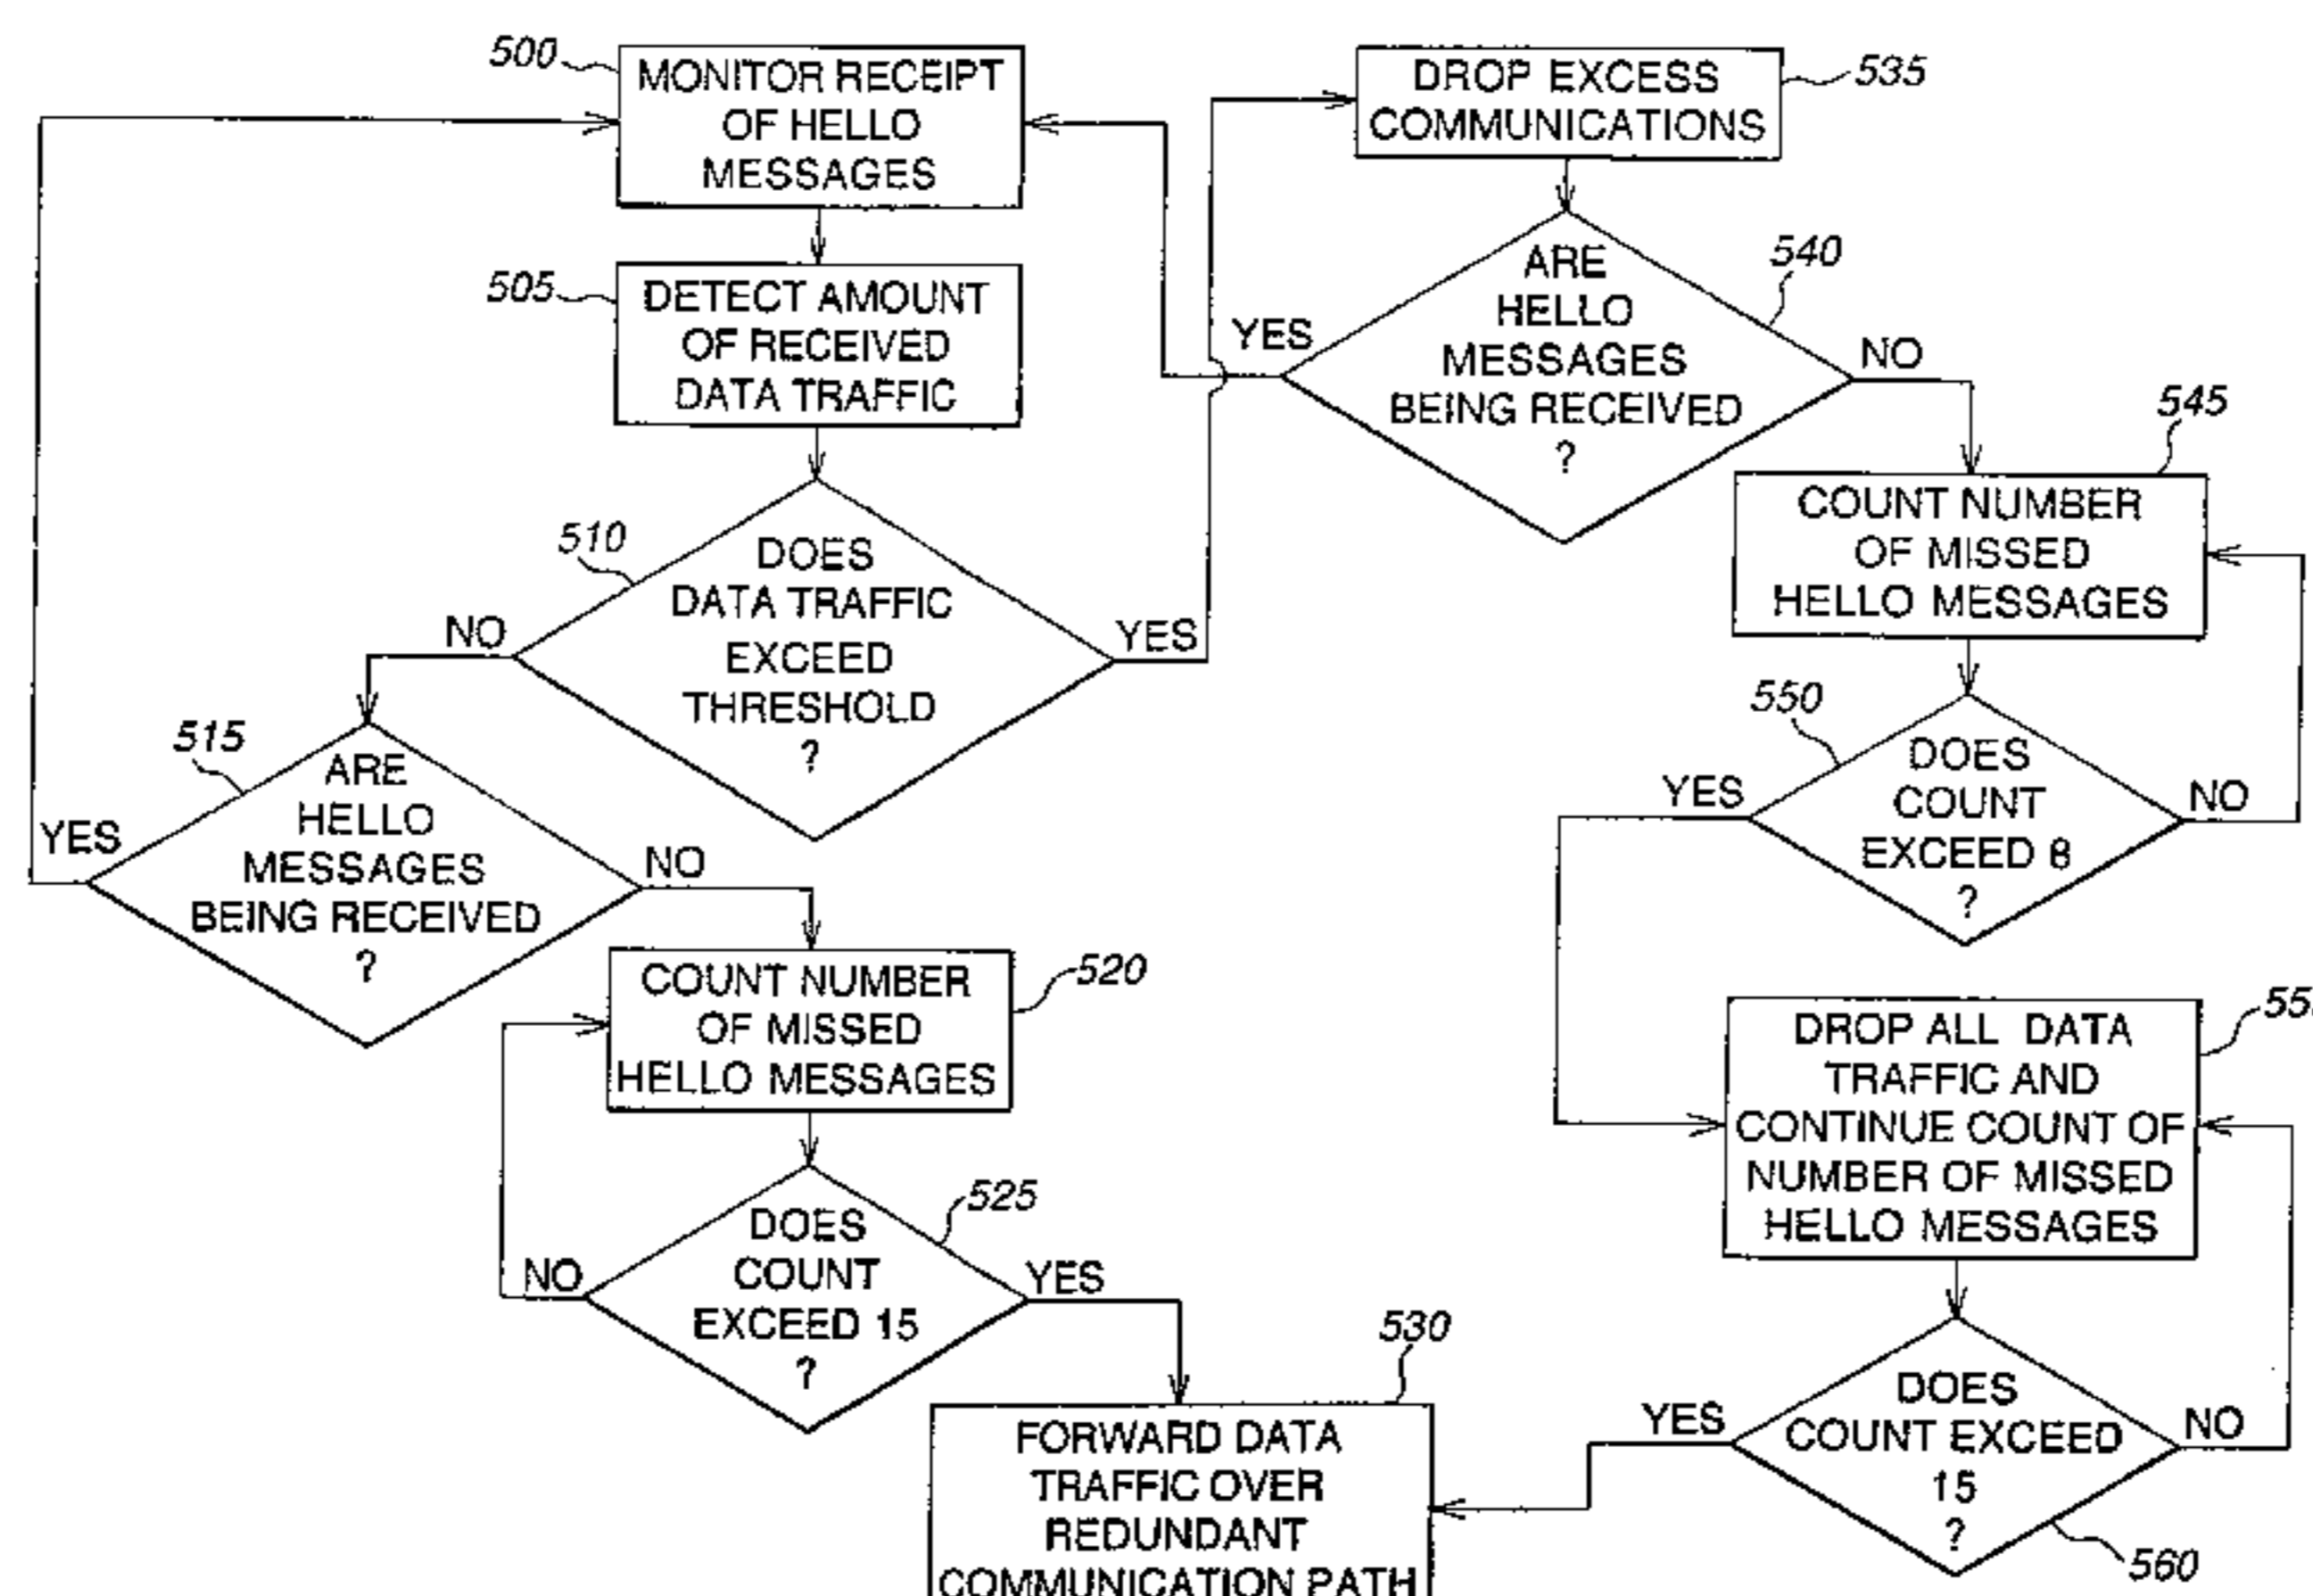 500
MONITOR RECEIPT
OF HELLO
MESSAGES
505
DETECT AMOUNT
OF RECEIVED
DATA TRAFFIC
510
DOES
DATA TRAFFIC
EXCEED
THRESHOLD
?
NO
YES
515
ARE
HELLO
MESSAGES
BEING RECEIVED
?
YES
NO
520
COUNT NUMBER
OF MISSED
HELLO MESSAGES
525
DOES
COUNT
EXCEED 15
?
NO
YES
530
FORWARD DATA
TRAFFIC OVER
REDUNDANT
COMMUNICATION PATH
535
DROP EXCESS
COMMUNICATIONS
540
ARE
HELLO
MESSAGES
BEING RECEIVED
?
YES
NO
545
COUNT NUMBER
OF MISSED
HELLO MESSAGES
550
DOES
COUNT
EXCEED 8
?
YES
NO
DROP ALL DATA
TRAFFIC AND
CONTINUE COUNT OF
NUMBER OF MISSED
HELLO MESSAGES
560
DOES
COUNT EXCEED
15
?
YES
NO